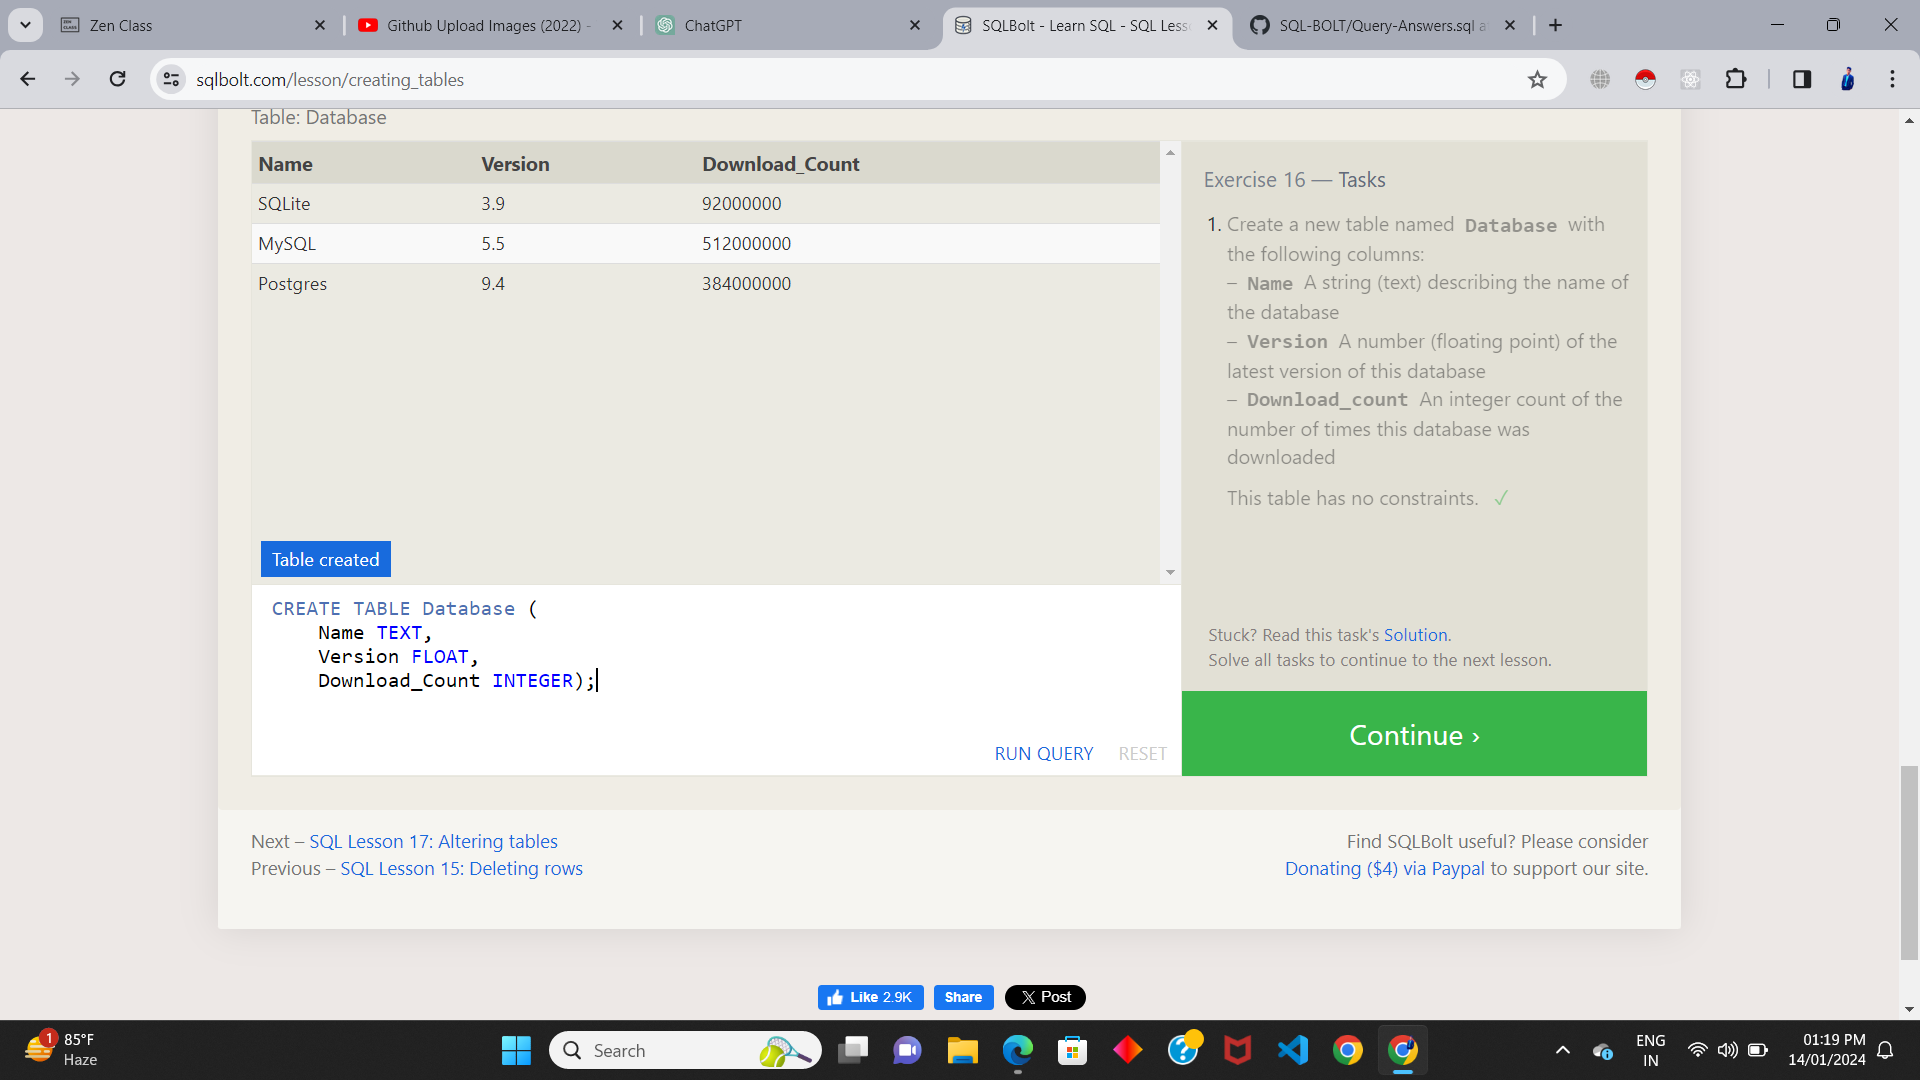 Zen Class
Github Upload Images (2022) -
ChatGPT
SQLBolt - Learn SQL - SQL Less
SQL-BOLT/Query-Answers.sql a
sqlbolt.com/lesson/creating_tables
Table: Database
Name Version Download_Count
SQLite 3.9 92000000
MySQL 5.5 512000000
Postgres 9.4 384000000
Table created
CREATE TABLE Database (
Name TEXT,
Version FLOAT,
Download_Count INTEGER);
RUN QUERY RESET
Exercise 16 — Tasks
1. Create a new table named Database with
the following columns:
– Name A string (text) describing the name of
the database
– Version A number (floating point) of the
latest version of this database
– Download_count An integer count of the
number of times this database was
downloaded
This table has no constraints. ✓
Stuck? Read this task's Solution.
Solve all tasks to continue to the next lesson.
Continue ›
Next – SQL Lesson 17: Altering tables
Previous – SQL Lesson 15: Deleting rows
Find SQLBolt useful? Please consider
Donating ($4) via Paypal to support our site.
Like 2.9K
Share
X Post
1
85°F
Haze
Search
ENG
IN
01:19 PM
14/01/2024